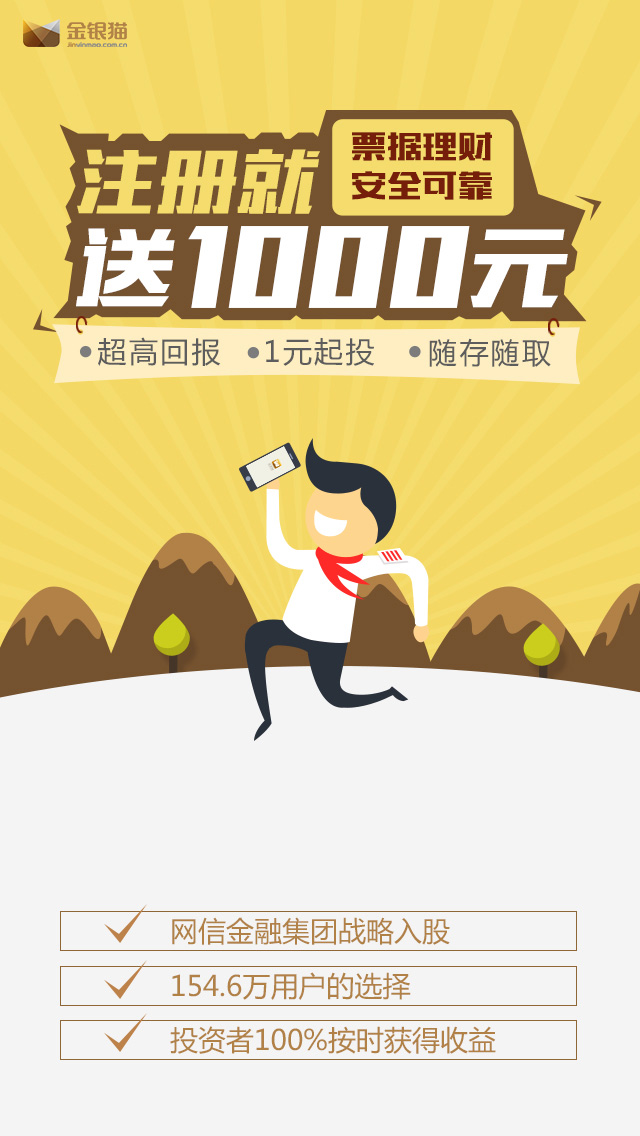 金银猫
Jinyinmao.com.cn
票据理财
安全可靠
注册就
送1000元
•超高回报 •1元起投 •随存随取
网信金融集团战略入股
154.6万用户的选择
投资者100%按时获得收益